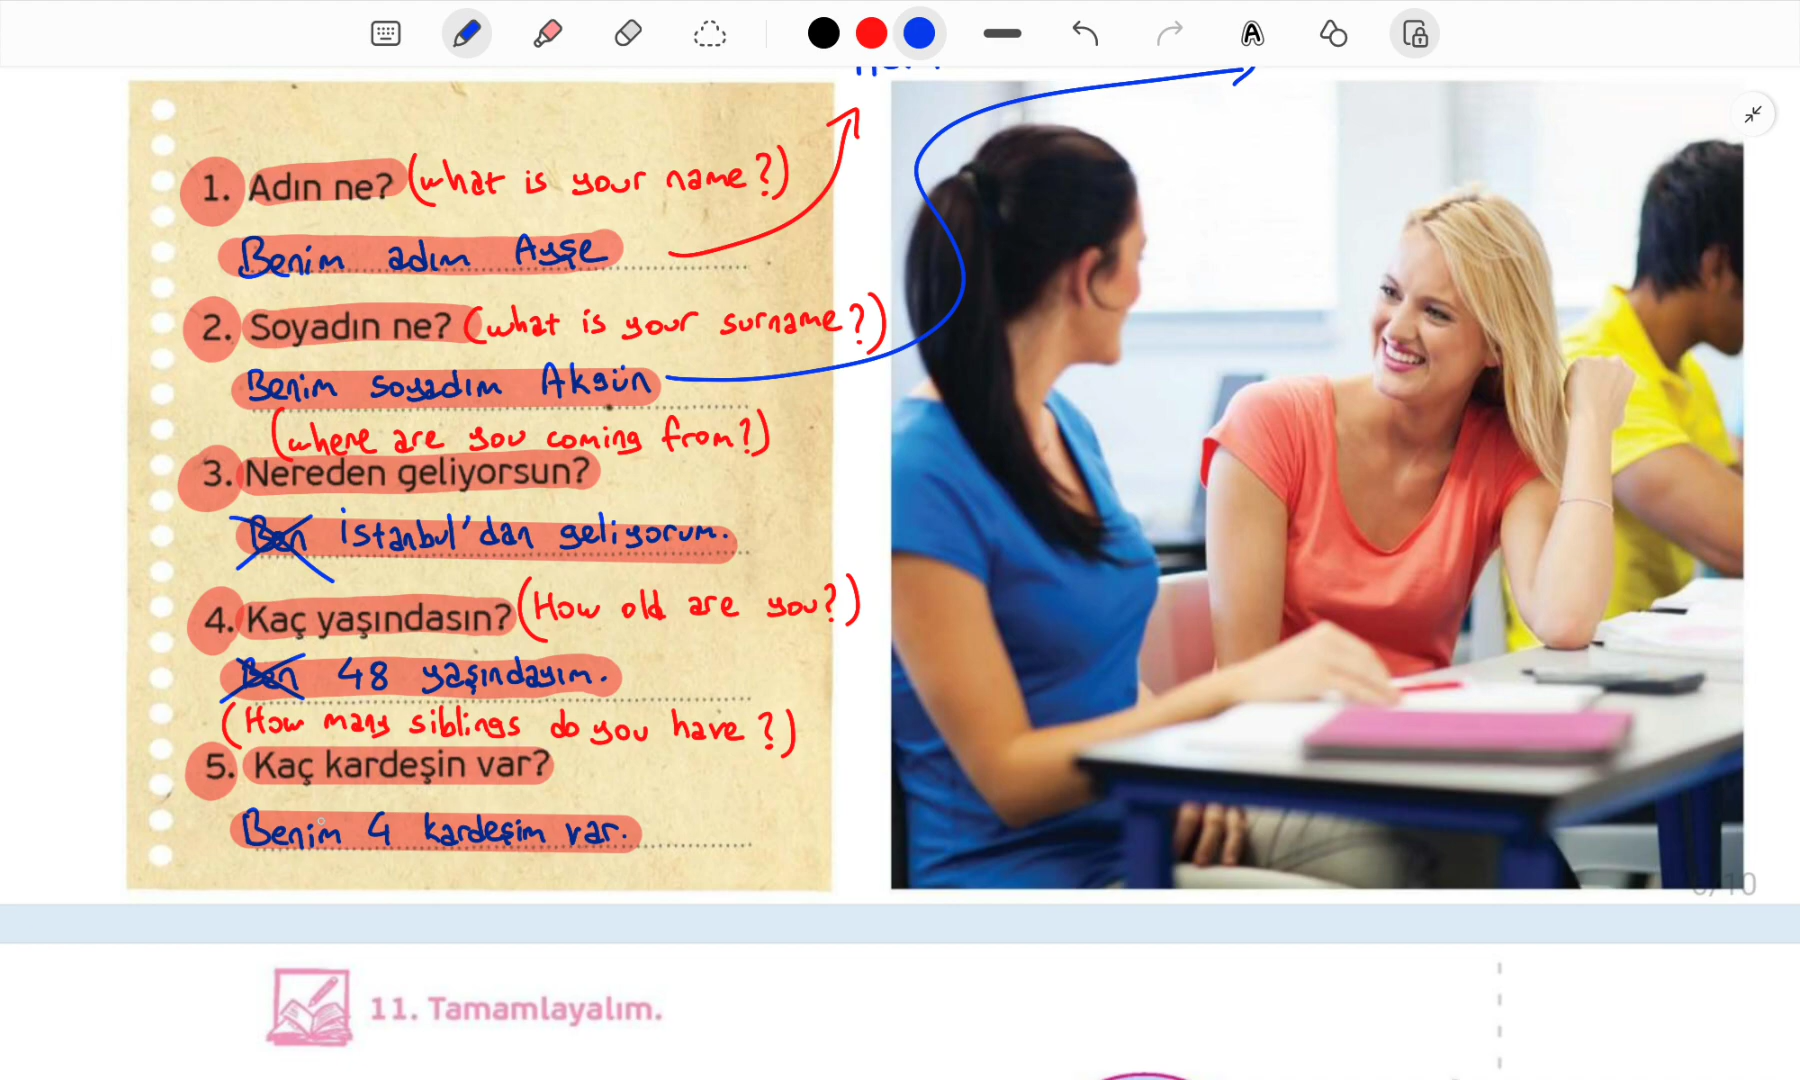 1. Adın ne? (what is your name?)
Benim adım Ayşe
2. Soyadın ne? (what is your surname?)
Benim soyadım Akgün
(where are you coming from?)
3. Nereden geliyorsun?
Ben İstanbul'dan geliyorum.
4. Kaç yaşındasın? (How old are you?)
Ben 48 yaşındayım.
(How many siblings do you have?)
5. Kaç kardeşin var?
Benim 4 kardeşim var.
11. Tamamlayalım.